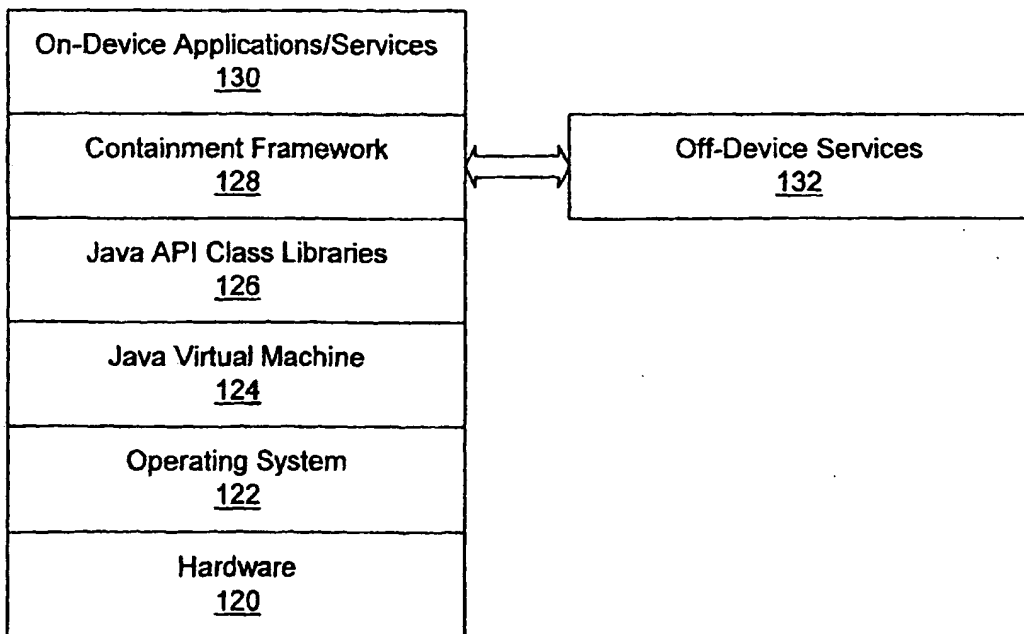 On-Device Applications/Services
130
Containment Framework
128
Off-Device Services
132
Java API Class Libraries
126
Java Virtual Machine
124
Operating System
122
Hardware
120